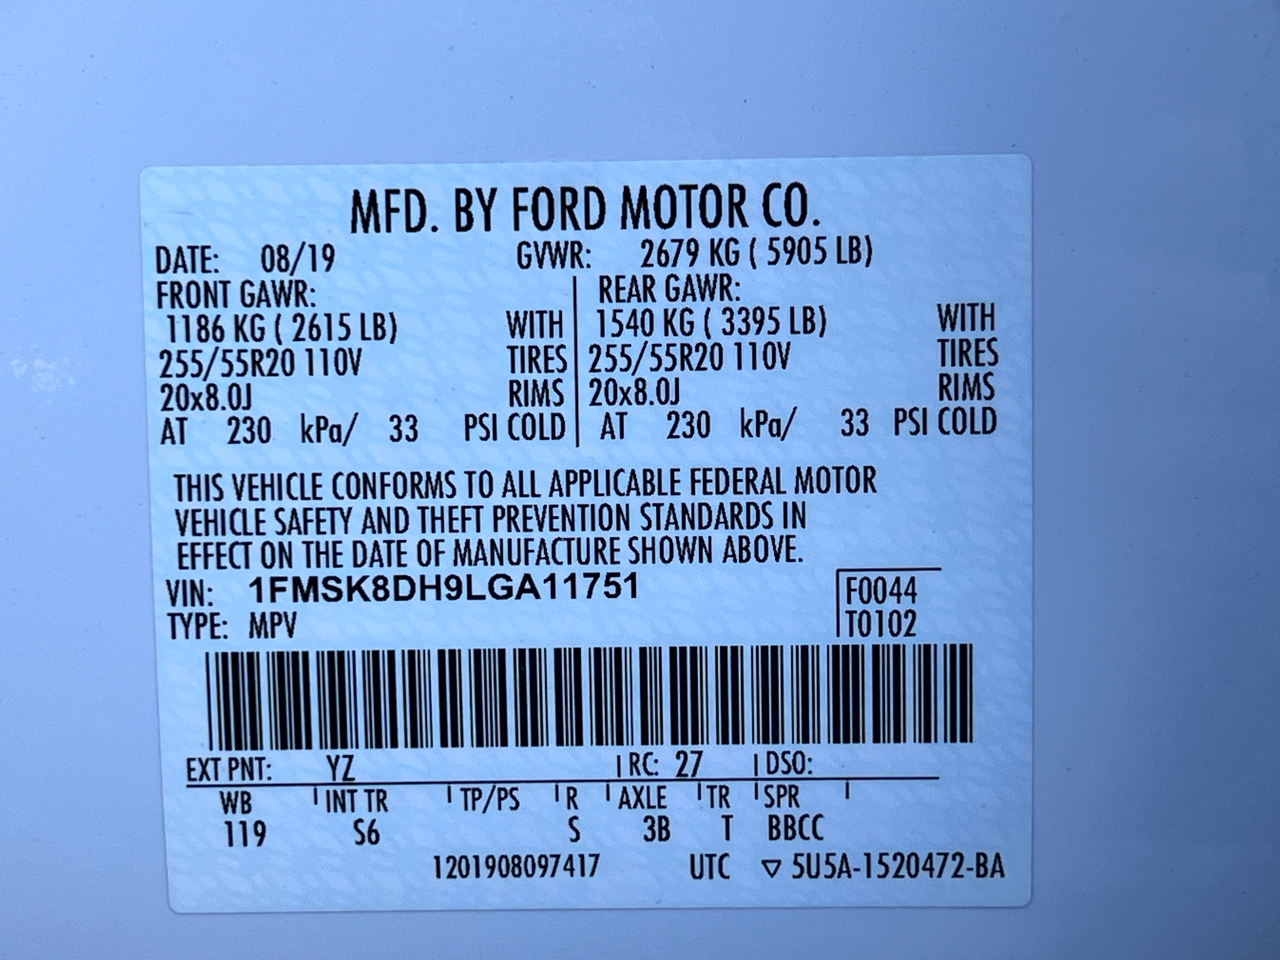 MFD. BY FORD MOTOR CO.
DATE: 08/19 GVWR: 2679 KG ( 5905 LB)
FRONT GAWR: REAR GAWR:
1186 KG ( 2615 LB) WITH 1540 KG ( 3395 LB) WITH
255/55R20 110V TIRES 255/55R20 110V TIRES
20x8.0J RIMS 20x8.0J RIMS
AT 230 kPa/ 33 PSI COLD AT 230 kPa/ 33 PSI COLD
THIS VEHICLE CONFORMS TO ALL APPLICABLE FEDERAL MOTOR
VEHICLE SAFETY AND THEFT PREVENTION STANDARDS IN
EFFECT ON THE DATE OF MANUFACTURE SHOWN ABOVE.
VIN: 1FMSK8DH9LGA11751 F0044
TYPE: MPV T0102
EXT PNT: YZ RC: 27 DSO:
WB INT TR TP/PS R AXLE TR SPR
119 S6 S 3B T BBCC
1201908097417 UTC ▽ 5U5A-1520472-BA